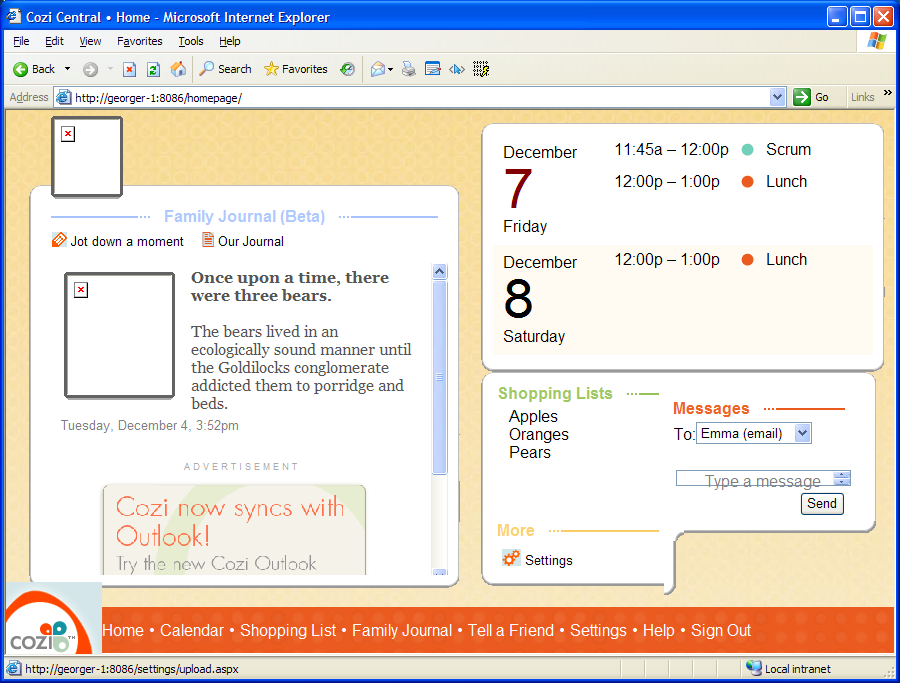 Cozi Central • Home - Microsoft Internet Explorer
File Edit View Favorites Tools Help
Back Search Favorites
Address http://georger-1:8086/homepage/ Go Links »
Family Journal (Beta)
Jot down a moment Our Journal
Once upon a time, there
were three bears.
The bears lived in an
ecologically sound manner until
the Goldilocks conglomerate
addicted them to porridge and
beds.
Tuesday, December 4, 3:52pm
ADVERTISEMENT
Cozi now syncs with
Outlook!
Try the new Cozi Outlook
December
7
Friday
11:45a – 12:00p Scrum
12:00p – 1:00p Lunch
December
8
Saturday
12:00p – 1:00p Lunch
Shopping Lists
Apples
Oranges
Pears
Messages
To: Emma (email)
Type a message
Send
More
Settings
cozi™
Home • Calendar • Shopping List • Family Journal • Tell a Friend • Settings • Help • Sign Out
http://georger-1:8086/settings/upload.aspx Local intranet